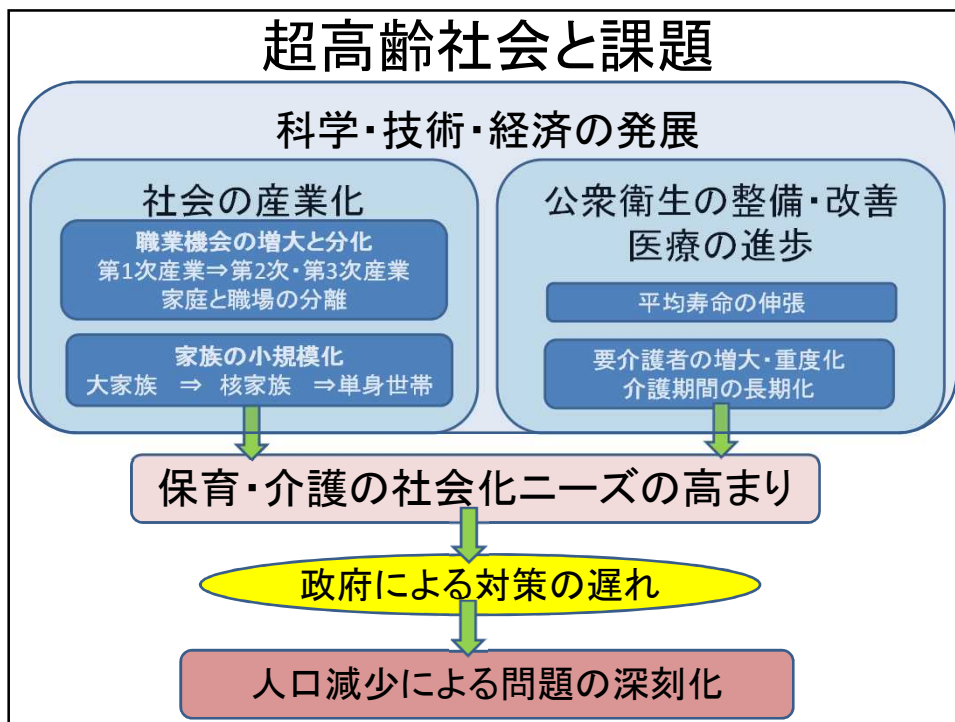 超高齢社会と課題
科学・技術・経済の発展
社会の産業化
職業機会の増大と分化
第1次産業⇒第2次・第3次産業
家庭と職場の分離
家族の小規模化
大家族 ⇒ 核家族 ⇒単身世帯
公衆衛生の整備・改善
医療の進歩
平均寿命の伸張
要介護者の増大・重度化
介護期間の長期化
保育・介護の社会化ニーズの高まり
政府による対策の遅れ
人口減少による問題の深刻化